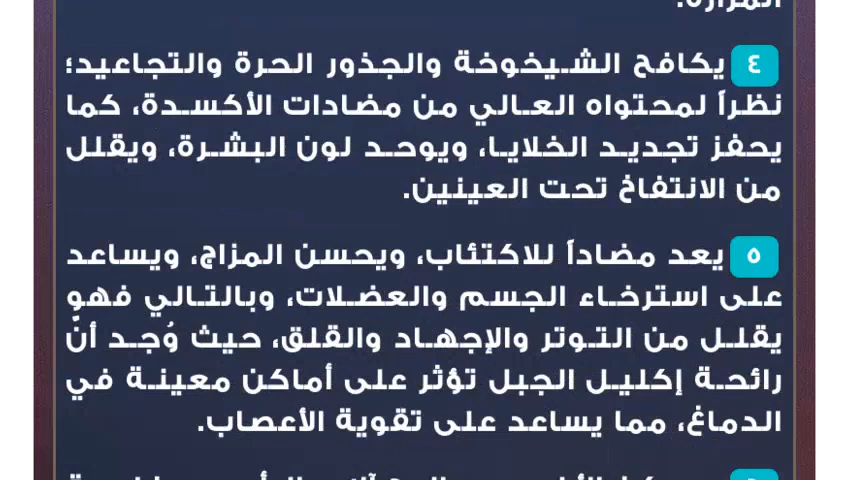 المرارة.
٤ يكافح الشيخوخة والجذور الحرة والتجاعيد؛
نظراً لمحتواه العالي من مضادات الأكسدة، كما
يحفز تجديد الخلايا، ويوحد لون البشرة، ويقلل
من الانتفاخ تحت العينين.
٥ يعد مضاداً للاكتئاب، ويحسن المزاج، ويساعد
على استرخاء الجسم والعضلات، وبالتالي فهو
يقلل من التوتر والإجهاد والقلق، حيث وُجد أنّ
رائحة إكليل الجبل تؤثر على أماكن معينة في
الدماغ، مما يساعد على تقوية الأعصاب.